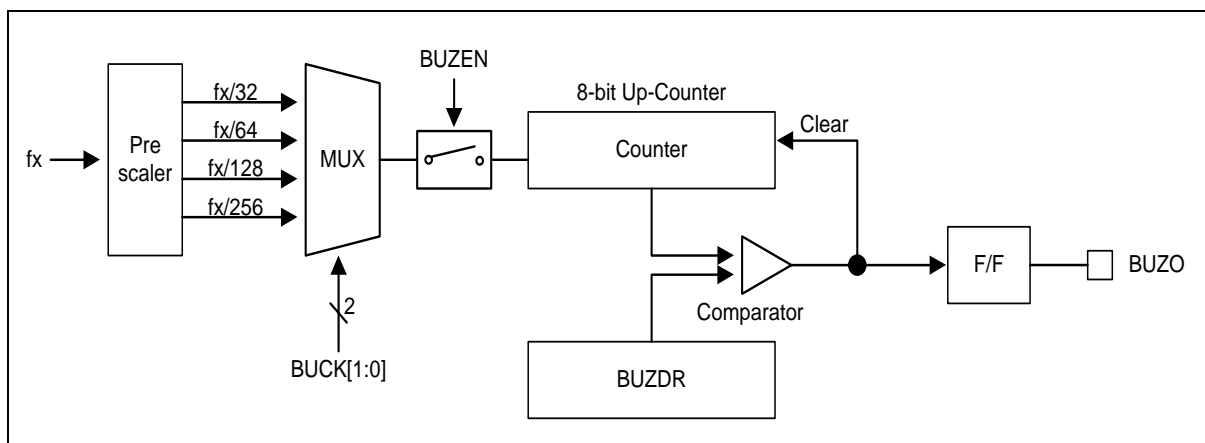 BUZEN
8-bit Up-Counter
fx
Pre
scaler
fx/32
fx/64
fx/128
fx/256
MUX
Counter
Clear
Comparator
F/F
BUZO
2
BUCK[1:0]
BUZDR